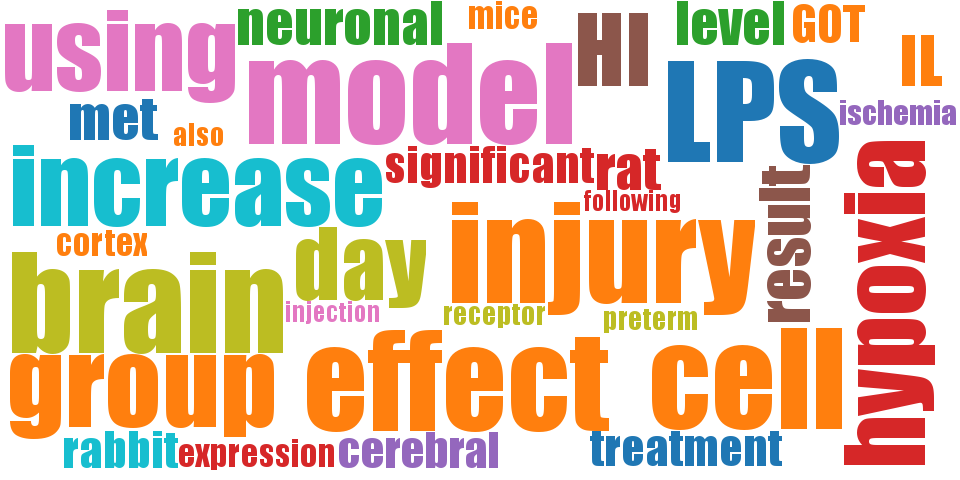 using
neuronal
mice
HI
level
GOT
IL
model
LPS
met
also
ischemia
increase
significant
rat
following
result
hypoxia
cortex
day
injury
brain
injection
receptor
preterm
group
effect
cell
rabbit
expression
cerebral
treatment